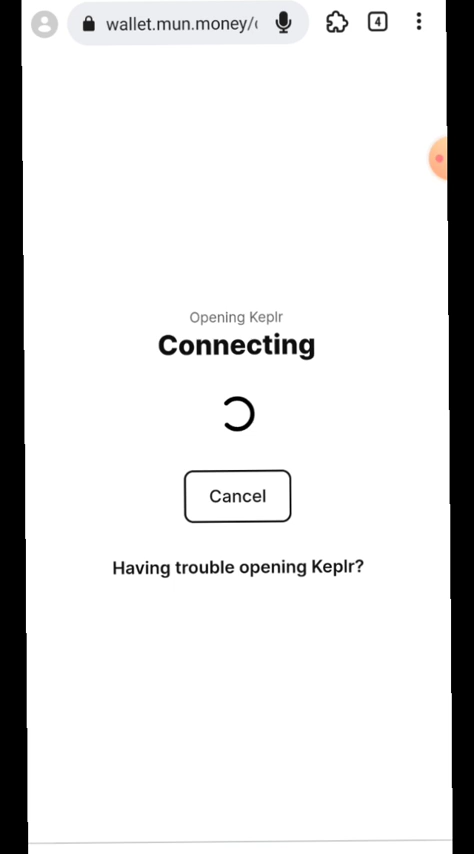 wallet.mun.money/
4
Opening Keplr
Connecting
Cancel
Having trouble opening Keplr?